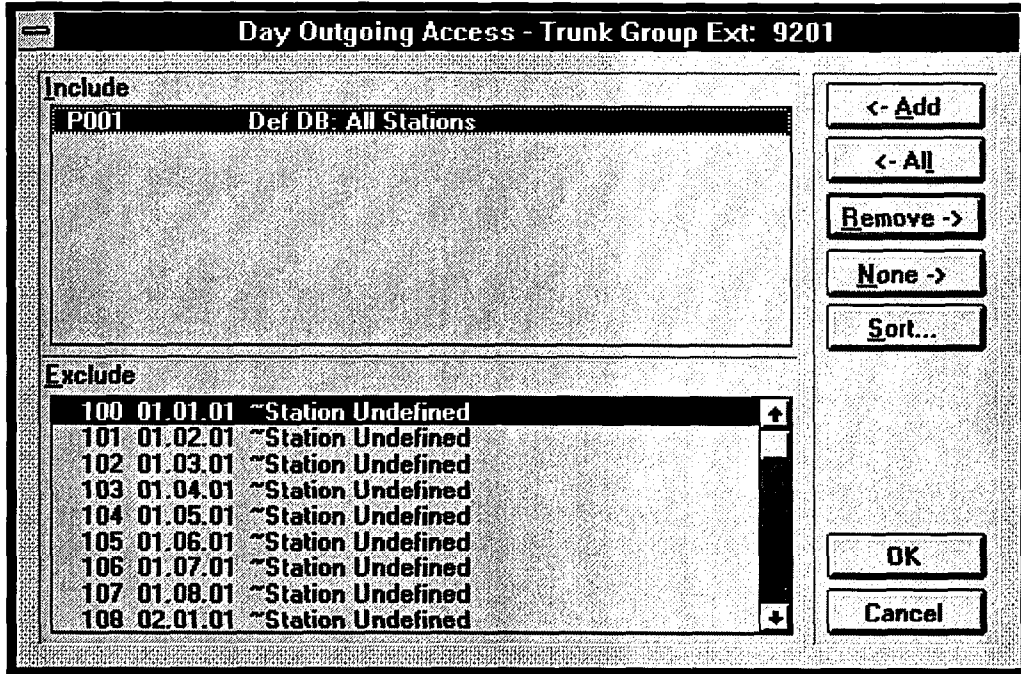 Day Outgoing Access - Trunk Group Ext: 9201
Include
P001 Def DB: All Stations
Exclude
100 01.01.01 ~Station Undefined
101 01.02.01 ~Station Undefined
102 01.03.01 ~Station Undefined
103 01.04.01 ~Station Undefined
104 01.05.01 ~Station Undefined
105 01.06.01 ~Station Undefined
106 01.07.01 ~Station Undefined
107 01.08.01 ~Station Undefined
108 02.01.01 ~Station Undefined
<- Add
<- All
Remove ->
None ->
Sort...
OK
Cancel